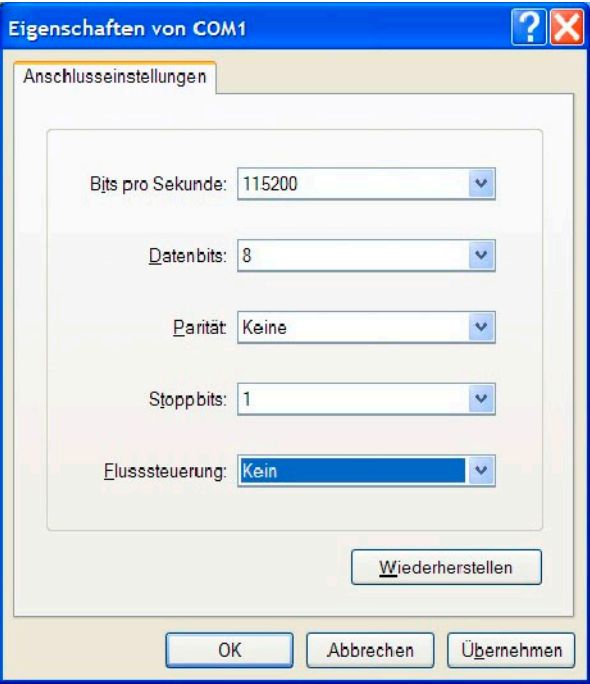 Eigenschaften von COM1
?
Anschlusseinstellungen
Bits pro Sekunde: 115200
Datenbits: 8
Parität: Keine
Stoppbits: 1
Flusssteuerung: Kein
Wiederherstellen
OK Abbrechen Übernehmen